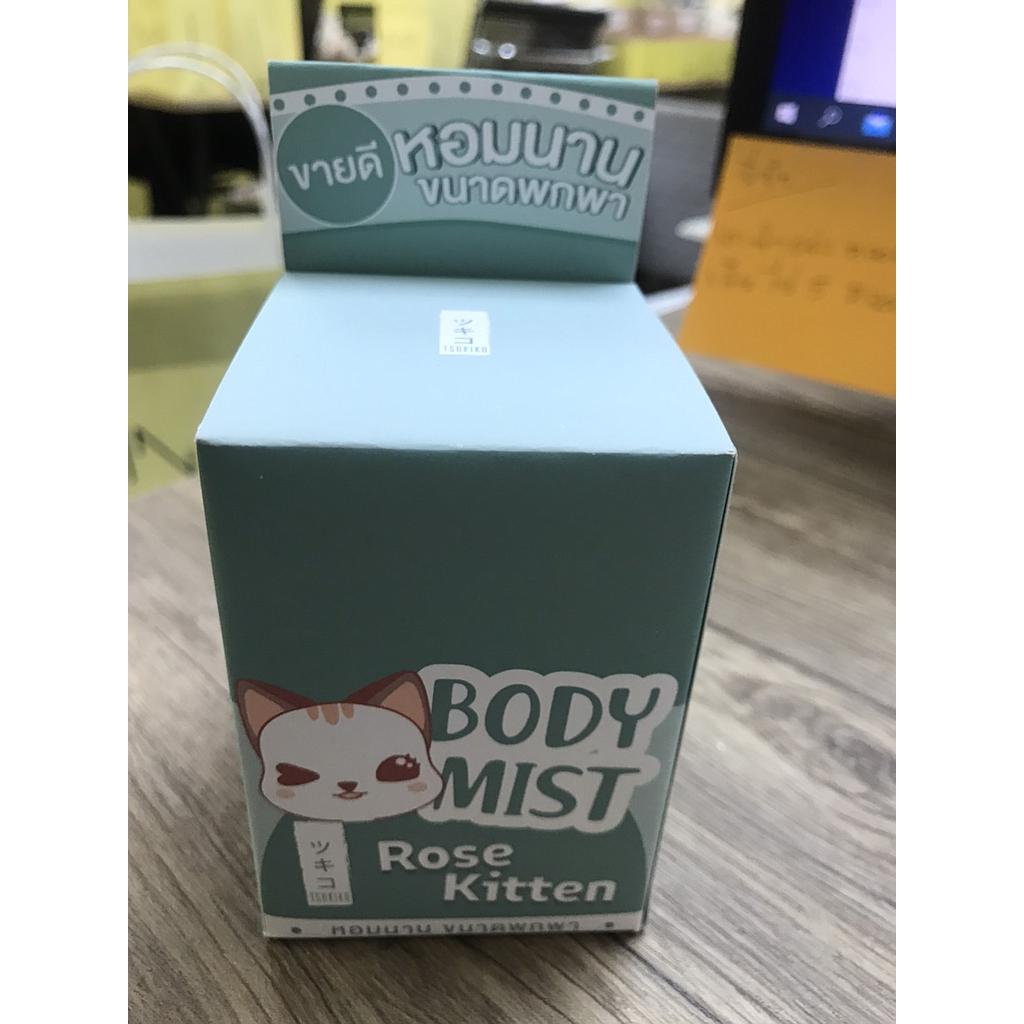 ขายดี
หอมนาน
ขนาดพกพา
ツキコ
TSUKIKO
BODY
MIST
ツキコ
TSUKIKO
Rose
Kitten
• หอมนาน ขนาดพกพา •